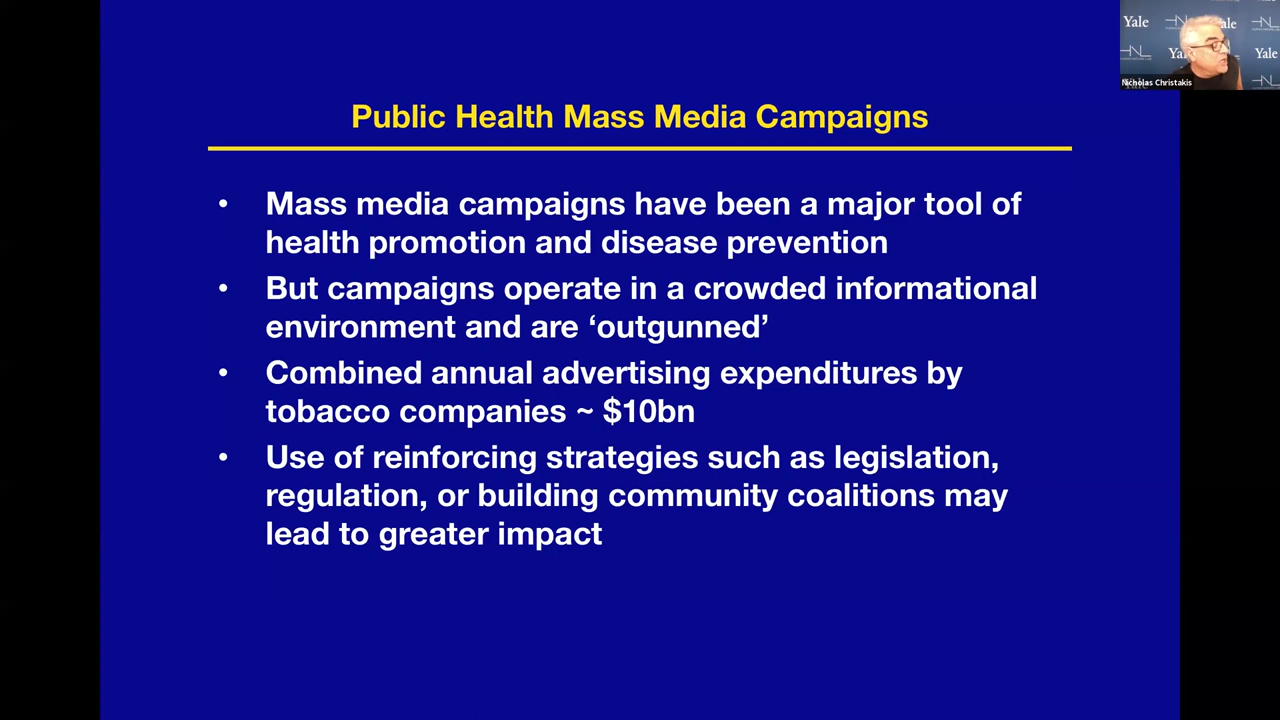 Public Health Mass Media Campaigns
• Mass media campaigns have been a major tool of
health promotion and disease prevention
• But campaigns operate in a crowded informational
environment and are ‘outgunned’
• Combined annual advertising expenditures by
tobacco companies ~ $10bn
• Use of reinforcing strategies such as legislation,
regulation, or building community coalitions may
lead to greater impact
Yale
Yale
Nicholas Christakis